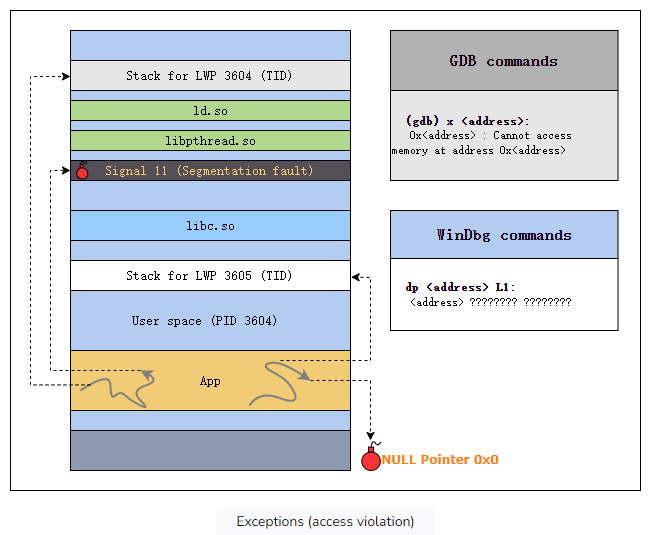 Stack for LWP 3604 (TID)
ld.so
libpthread.so
Signal 11 (Segmentation fault)
libc.so
Stack for LWP 3605 (TID)
User space (PID 3604)
App
NULL Pointer 0x0
GDB commands
(gdb) x <address>:
0x<address> : Cannot access
memory at address 0x<address>
WinDbg commands
dp <address> L1:
<address> ???????? ????????
Exceptions (access violation)